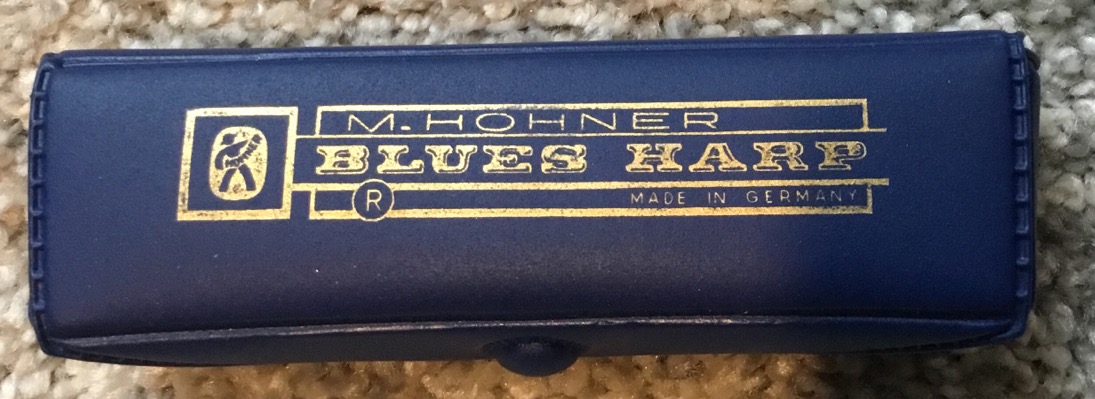 M. HOHNER
BLUES HARP
®
MADE IN GERMANY